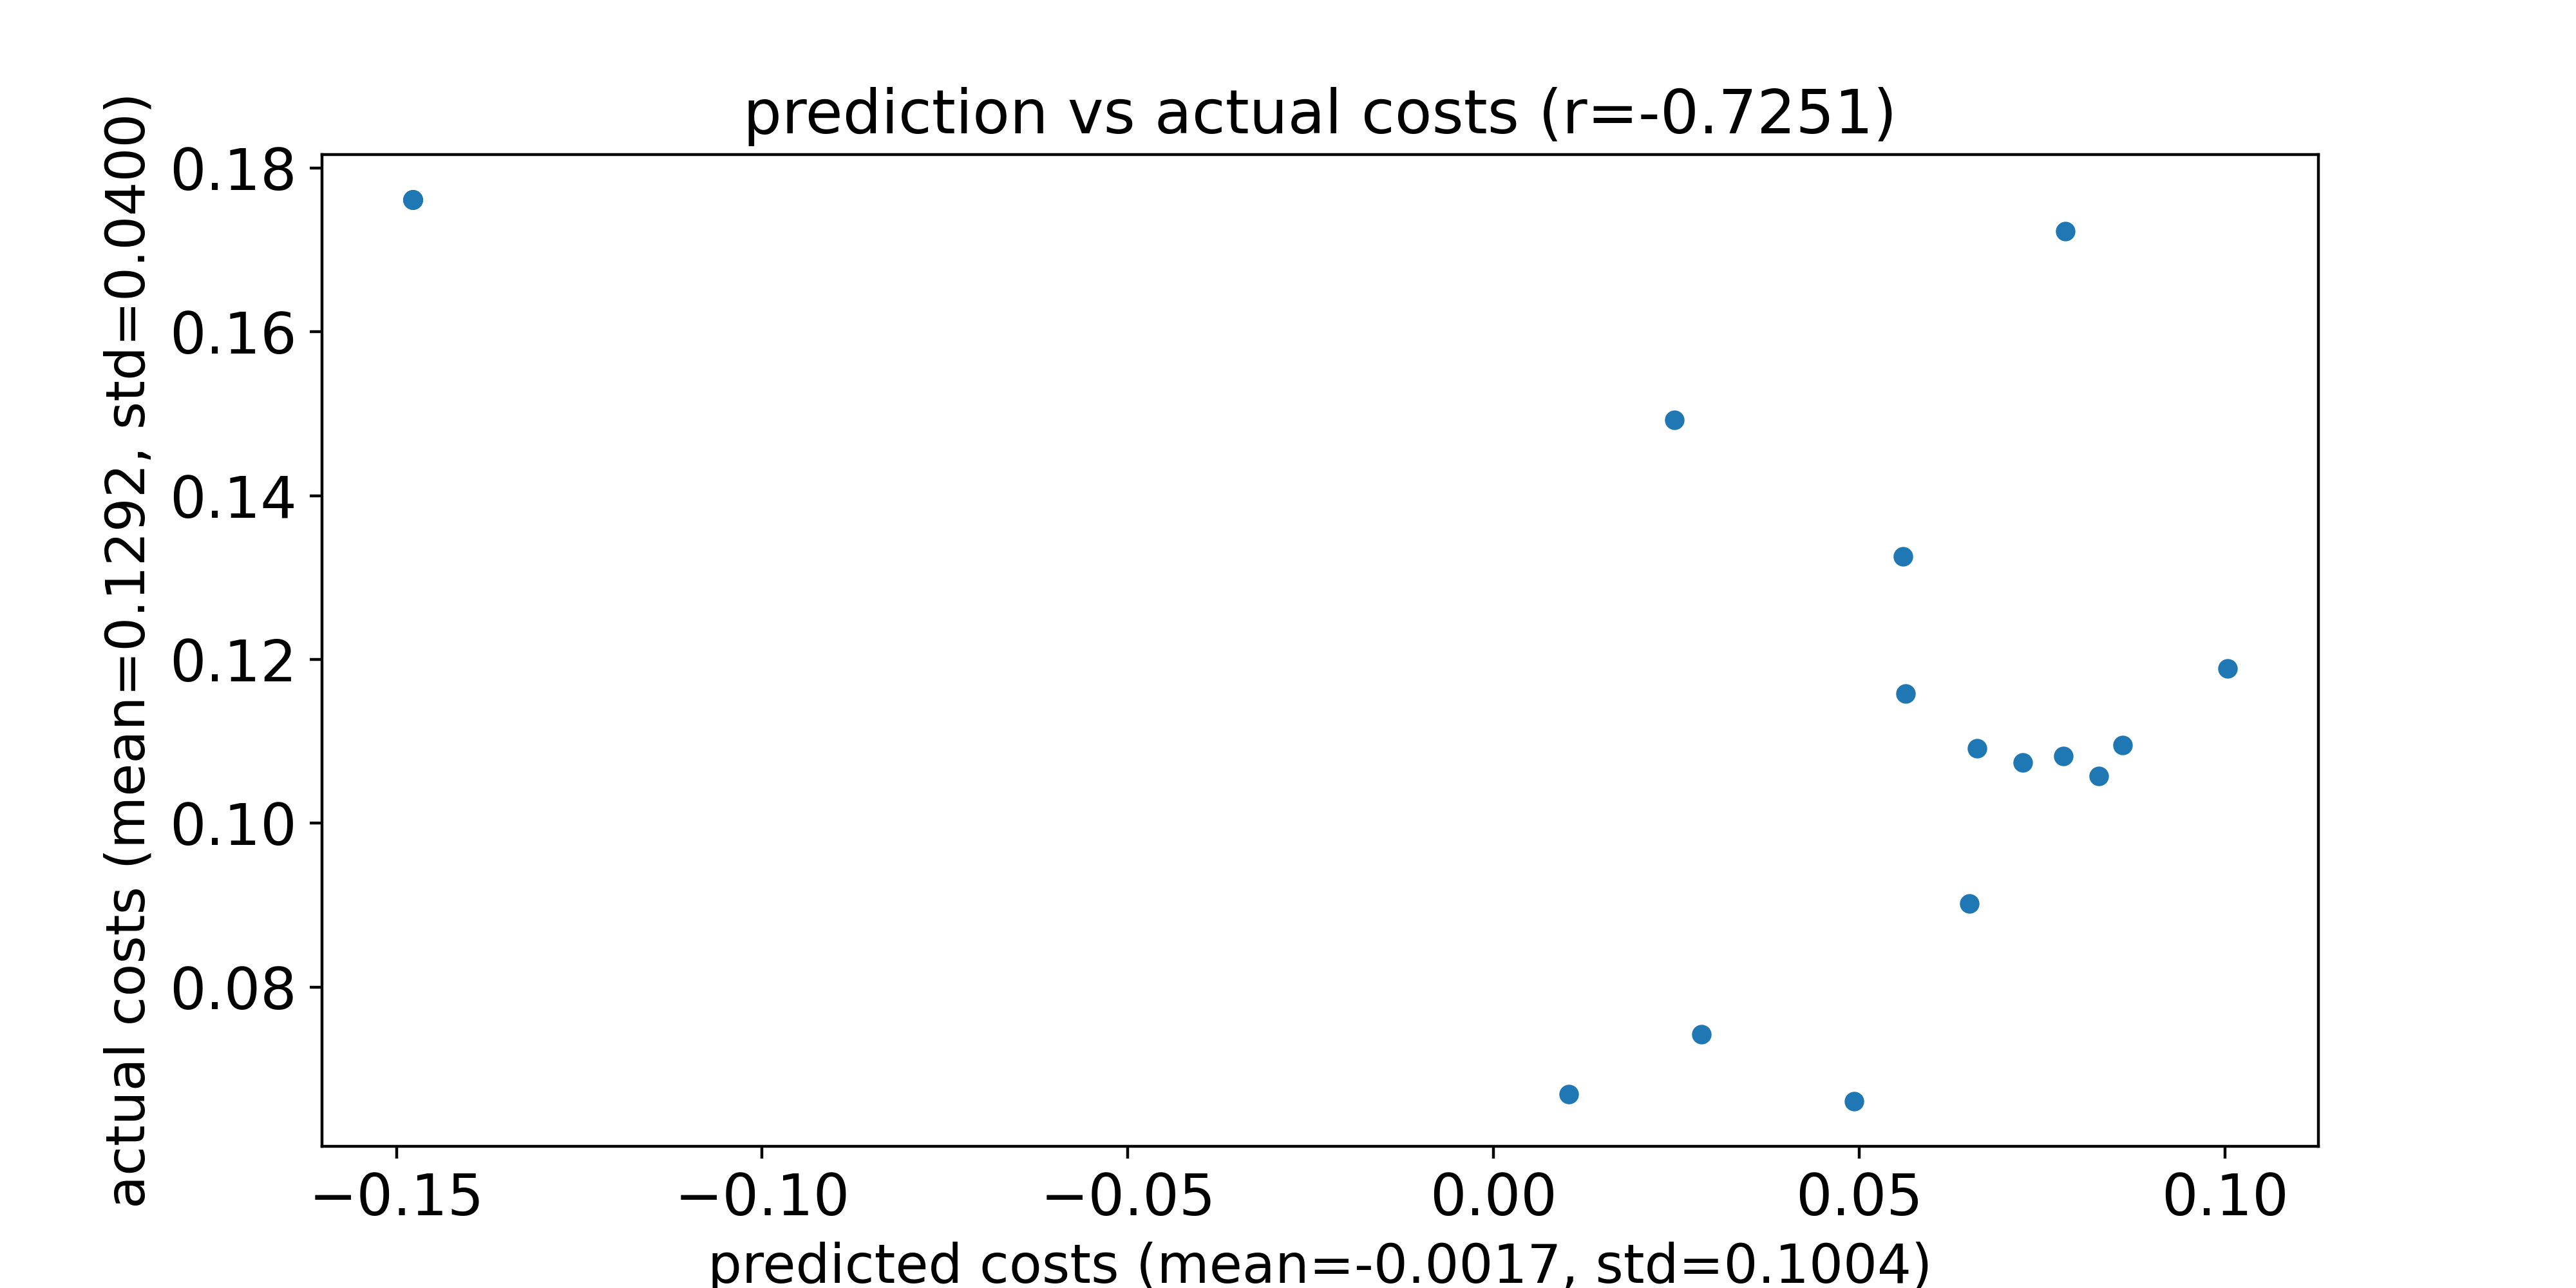 prediction vs actual costs (r=-0.7251)
actual costs (mean=0.1292, std=0.0400)
0.18
0.16
0.14
0.12
0.10
0.08
−0.15 −0.10 −0.05 0.00 0.05 0.10
predicted costs (mean=-0.0017, std=0.1004)